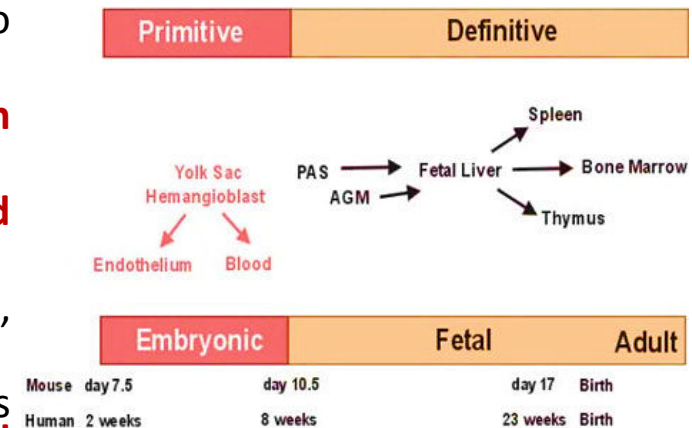 Primitive Definitive
Spleen
PAS Fetal Liver Bone Marrow
AGM
Thymus
Yolk Sac
Hemangioblast
Endothelium Blood
Embryonic Fetal Adult
Mouse day 7.5 day 10.5 day 17 Birth
Human 2 weeks 8 weeks 23 weeks Birth